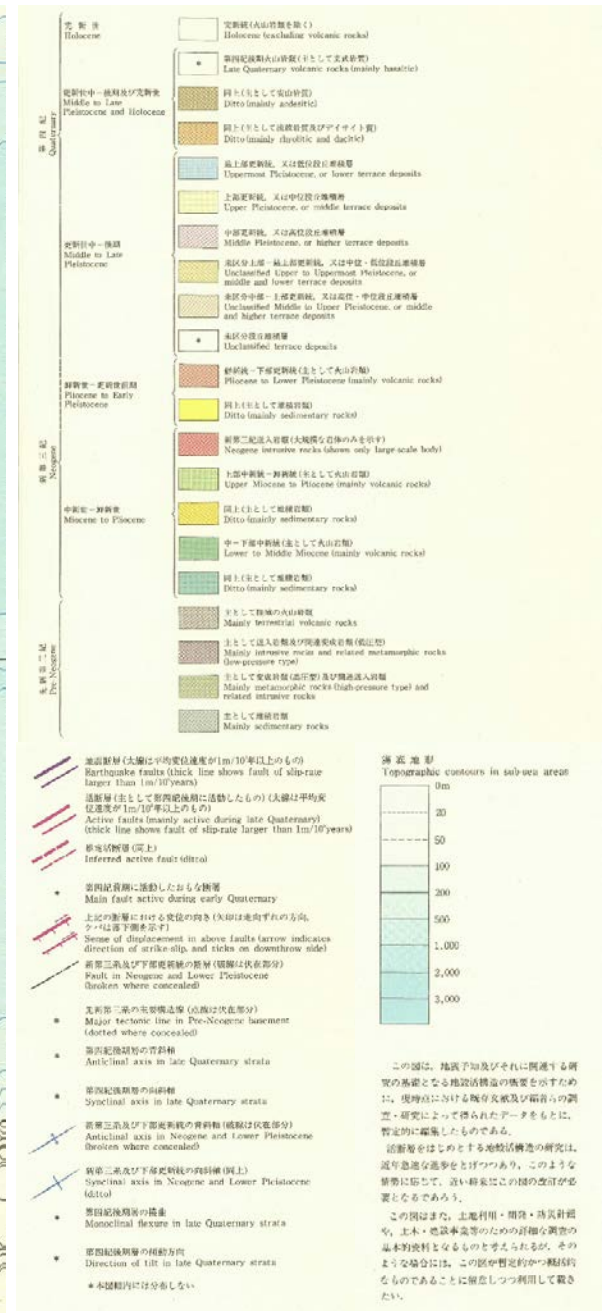 完新世
Holocene
完新統(火山岩類を除く)
Holocene (excluding volcanic rocks)
第四紀
Quaternary
更新世中－後期及び完新世
Middle to Late
Pleistocene and Holocene
第四紀後期火山岩類(主として玄武岩質)
Late Quaternary volcanic rocks (mainly basaltic)
同上(主として安山岩質)
Ditto (mainly andesitic)
同上(主として流紋岩質及びデイサイト質)
Ditto (mainly rhyolitic and dacitic)
更新世中－後期
Middle to Late
Pleistocene
最上部更新統，又は低位段丘堆積層
Uppermost Pleistocene, or lower terrace deposits
上部更新統，又は中位段丘堆積層
Upper Pleistocene, or middle terrace deposits
中部更新統，又は高位段丘堆積層
Middle Pleistocene, or higher terrace deposits
未区分上部－最上部更新統，又は中位・低位段丘堆積層
Unclassified Upper to Uppermost Pleistocene, or
middle and lower terrace deposits
未区分中部－上部更新統，又は高位・中位段丘堆積層
Unclassified Middle to Upper Pleistocene, or middle
and higher terrace deposits
未区分段丘堆積層
Unclassified terrace deposits
鮮新世－更新世前期
Pliocene to Early
Pleistocene
鮮新統－下部更新統(主として火山岩類)
Pliocene to Lower Pleistocene (mainly volcanic rocks)
同上(主として堆積岩類)
Ditto (mainly sedimentary rocks)
新第三紀
Neogene
中新世－鮮新世
Miocene to Pliocene
新第三紀迸入岩類(大規模な岩体のみを示す)
Neogene intrusive rocks (shown only large-scale body)
上部中新統－鮮新統(主として火山岩類)
Upper Miocene to Pliocene (mainly volcanic rocks)
同上(主として堆積岩類)
Ditto (mainly sedimentary rocks)
中－下部中新統(主として火山岩類)
Lower to Middle Miocene (mainly volcanic rocks)
同上(主として堆積岩類)
Ditto (mainly sedimentary rocks)
先新第三紀
Pre-Neogene
主として陸域の火山岩類
Mainly terrestrial volcanic rocks
主として迸入岩類及び関連変成岩類(低圧型)
Mainly intrusive rocks and related metamorphic rocks
(low-pressure type)
主として変成岩類(高圧型)及び関連迸入岩類
Mainly metamorphic rocks (high-pressure type) and
related intrusive rocks
主として堆積岩類
Mainly sedimentary rocks
地震断層(太線は平均変位速度が1m/10³年以上のもの)
Earthquake faults (thick line shows fault of slip-rate
larger than 1m/10³years)
活断層(主として第四紀後期に活動したもの)(太線は平均変
位速度が1m/10³年以上のもの)
Active faults (mainly active during late Quaternary)
(thick line shows fault of slip-rate larger than 1m/10³years)
推定活断層(同上)
Inferred active fault (ditto)
第四紀前期に活動したおもな断層
Main fault active during early Quaternary
上記の断層における変位の向き(矢印は走向ずれの方向，
ケバは落下側を示す)
Sense of displacement in above faults (arrow indicates
direction of strike-slip, and ticks on downthrow side)
新第三系及び下部更新統の断層(破線は伏在部分)
Fault in Neogene and Lower Pleistocene
(broken where concealed)
先新第三系の主要構造線(点線は伏在部分)
Major tectonic line in Pre-Neogene basement
(dotted where concealed)
第四紀後期層の背斜軸
Anticlinal axis in late Quaternary strata
第四紀後期層の向斜軸
Synclinal axis in late Quaternary strata
新第三系及び下部更新統の背斜軸(破線は伏在部分)
Anticlinal axis in Neogene and Lower Pleistocene
(broken where concealed)
新第三系及び下部更新統の向斜軸(同上)
Synclinal axis in Neogene and Lower Pleistocene
(ditto)
第四紀後期層の撓曲
Monoclinal flexure in late Quaternary strata
第四紀後期層の傾動方向
Direction of tilt in late Quaternary strata
＊本図幅内には分布しない
海底地形
Topographic contours in sub-sea areas
0m
20
50
100
200
500
1,000
2,000
3,000
この図は，地震予知及びそれに関連する研
究の基礎となる地殻活構造の概要を示すため
に，現時点における既存文献及び編者らの調
査・研究によって得られたデータをもとに，
暫定的に編集したものである．
活断層をはじめとする地殻活構造の研究は，
近年急速な進歩をとげつつあり，このような
情勢に応じて，近い将来にこの図の改訂が必
要となるであろう．
この図はまた，土地利用・開発・防災計画
や，土木・建設事業等のための詳細な調査の
基本的資料となるものと考えられるが，その
ような場合には，この図が暫定的かつ概括的
なものであることに留意しつつ利用して戴き
たい．